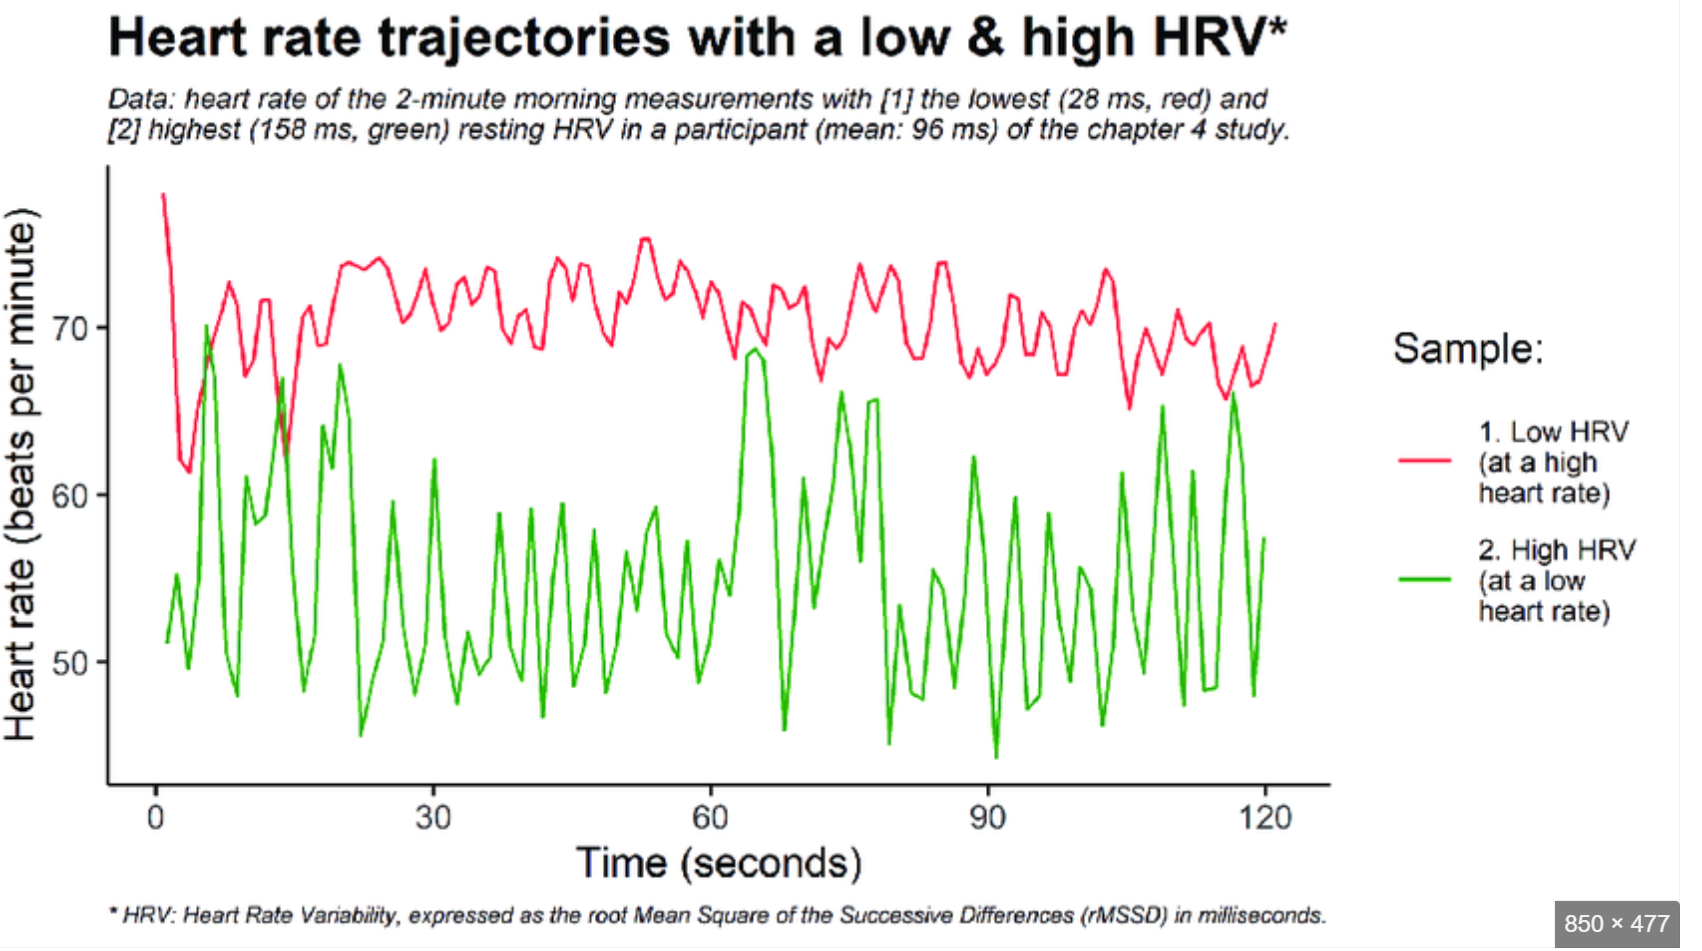 Heart rate trajectories with a low & high HRV*
Data: heart rate of the 2-minute morning measurements with [1] the lowest (28 ms, red) and
[2] highest (158 ms, green) resting HRV in a participant (mean: 96 ms) of the chapter 4 study.
Heart rate (beats per minute)
70
60
50
0 30 60 90 120
Time (seconds)
Sample:
1. Low HRV
(at a high
heart rate)
2. High HRV
(at a low
heart rate)
* HRV: Heart Rate Variability, expressed as the root Mean Square of the Successive Differences (rMSSD) in milliseconds.
850 × 477